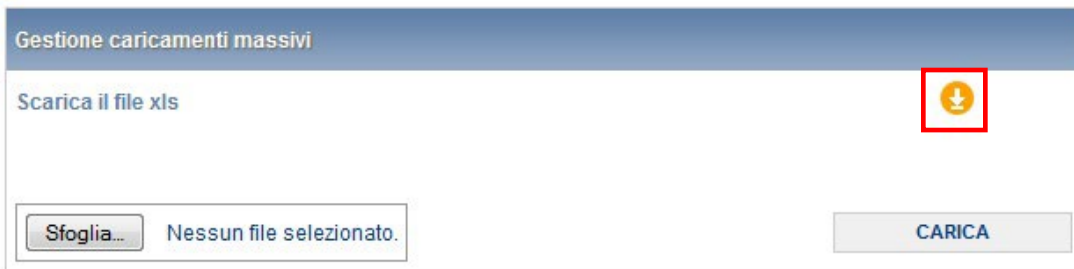 Gestione caricamenti massivi
Scarica il file xls
Sfoglia... Nessun file selezionato.
CARICA